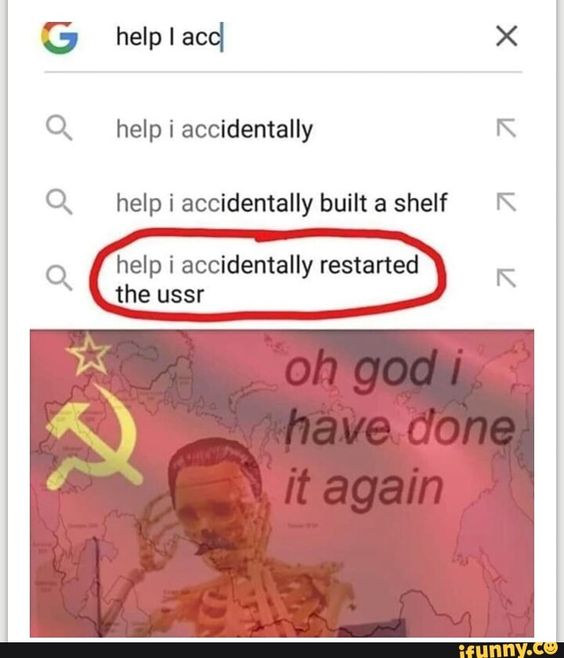 help I acc
help i accidentally
help i accidentally built a shelf
help i accidentally restarted
the ussr
oh god i
have done
it again
ifunny.co